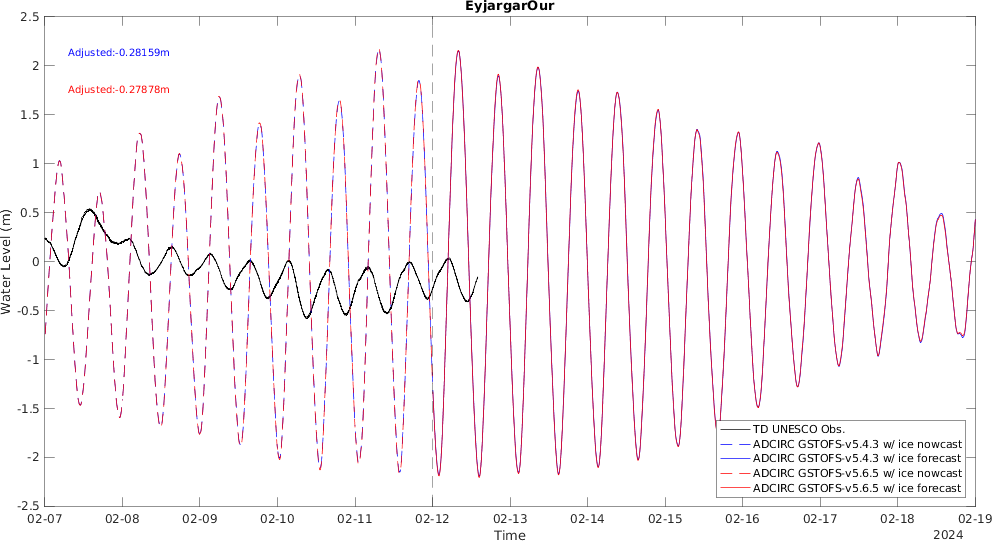 EyjargarOur
2.5
2
1.5
1
0.5
0
-0.5
-1
-1.5
-2
-2.5
Water Level (m)
Adjusted:-0.28159m
Adjusted:-0.27878m
TD UNESCO Obs.
ADCIRC GSTOFS-v5.4.3 w/ ice nowcast
ADCIRC GSTOFS-v5.4.3 w/ ice forecast
ADCIRC GSTOFS-v5.6.5 w/ ice nowcast
ADCIRC GSTOFS-v5.6.5 w/ ice forecast
02-07 02-08 02-09 02-10 02-11 02-12 02-13 02-14 02-15 02-16 02-17 02-18 02-19
Time
2024